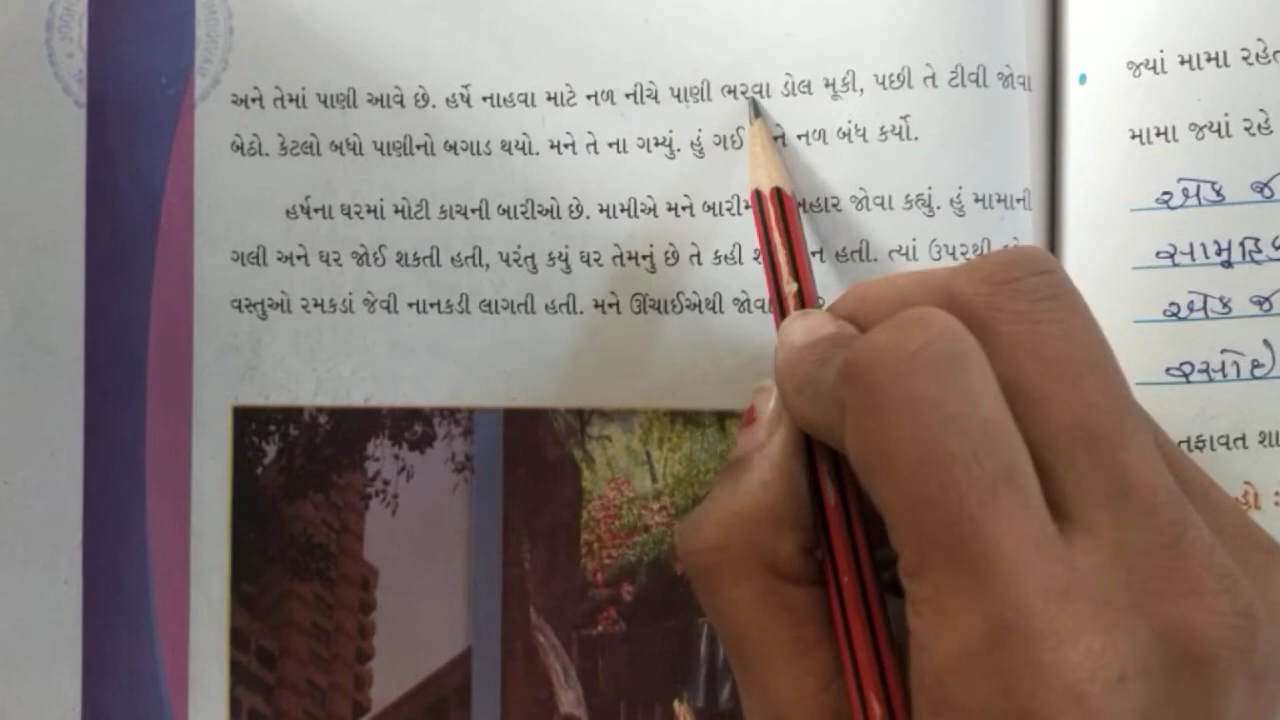 અને તેમાં પાણી આવે છે. હર્ષે નાહવા માટે નળ નીચે પાણી ભરવા ડોલ મૂકી, પછી તે ટીવી જોવા
બેઠો. કેટલો બધો પાણીનો બગાડ થયો. મને તે ના ગમ્યું. હું ગઈ નળ બંધ કર્યો.
હર્ષના ઘરમાં મોટી કાચની બારીઓ છે. મામીએ મને જોવા કહ્યું. હું મામાની
ગલી અને ઘર જોઈ શકતી હતી, પરંતુ કયું ઘર તેમનું છે તે કહી ન હતી. ત્યાં ઉપરથી
વસ્તુઓ રમકડાં જેવી નાનકડી લાગતી હતી. મને ઊંચાઈએથી
જ્યાં મામા
મામા જ્યાં રહે
એક જ
એક જ
તફાવત